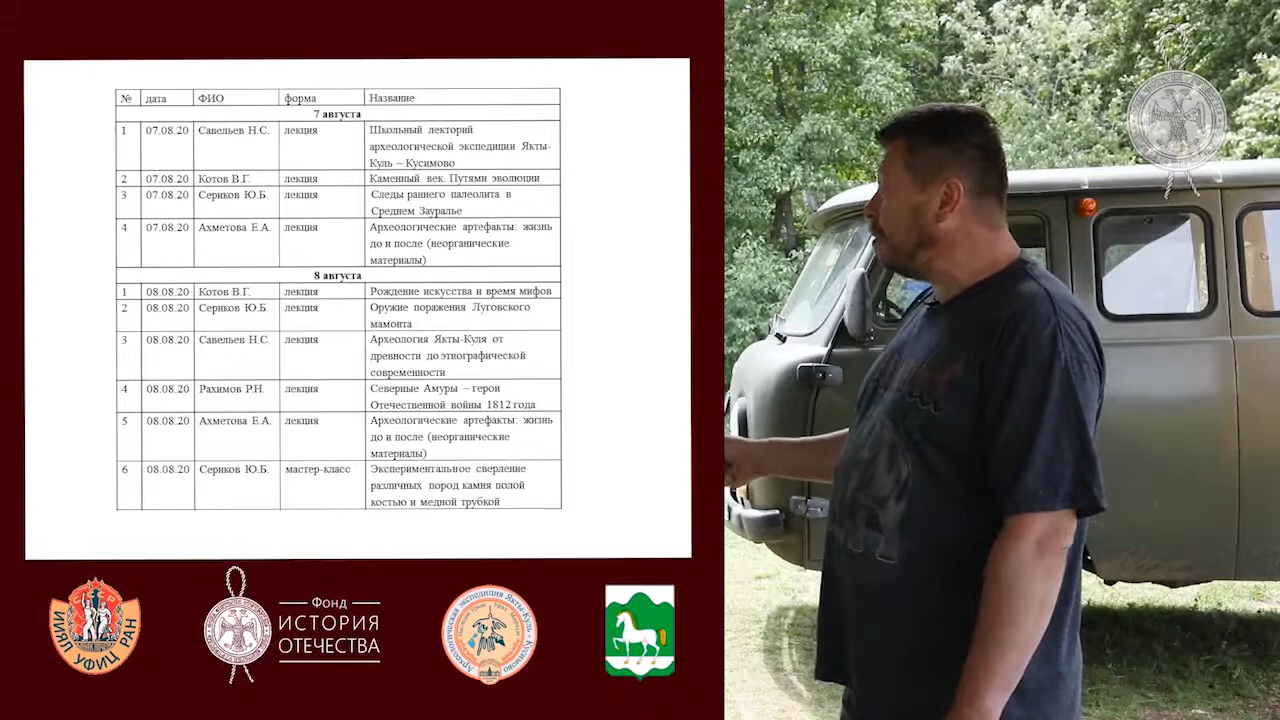 № дата ФИО форма Название
7 августа
1 07.08.20 Савельев Н.С. лекция Школьный лекторий
археологической экспедиции Якты-
Куль – Кусимово
2 07.08.20 Котов В.Г. лекция Каменный век. Путями эволюции
3 07.08.20 Сериков Ю.Б. лекция Следы раннего палеолита в
Среднем Зауралье
4 07.08.20 Ахметова Е.А. лекция Археологические артефакты: жизнь
до и после (неорганические
материалы)
8 августа
1 08.08.20 Котов В.Г. лекция Рождение искусства и время мифов
2 08.08.20 Сериков Ю.Б. лекция Оружие поражения Луговского
мамонта
3 08.08.20 Савельев Н.С. лекция Археология Якты-Куля от
древности до этнографической
современности
4 08.08.20 Рахимов Р.Н. лекция Северные Амуры – герои
Отечественной войны 1812 года
5 08.08.20 Ахметова Е.А. лекция Археологические артефакты: жизнь
до и после (неорганические
материалы)
6 08.08.20 Сериков Ю.Б. мастер-класс Экспериментальное сверление
различных пород камня полой
костью и медной трубкой
СССР
ИИЯЛ УФИЦ РАН
Фонд
ИСТОРИЯ
ОТЕЧЕСТВА
Археологическая экспедиция Якты-Куль - Кусимово